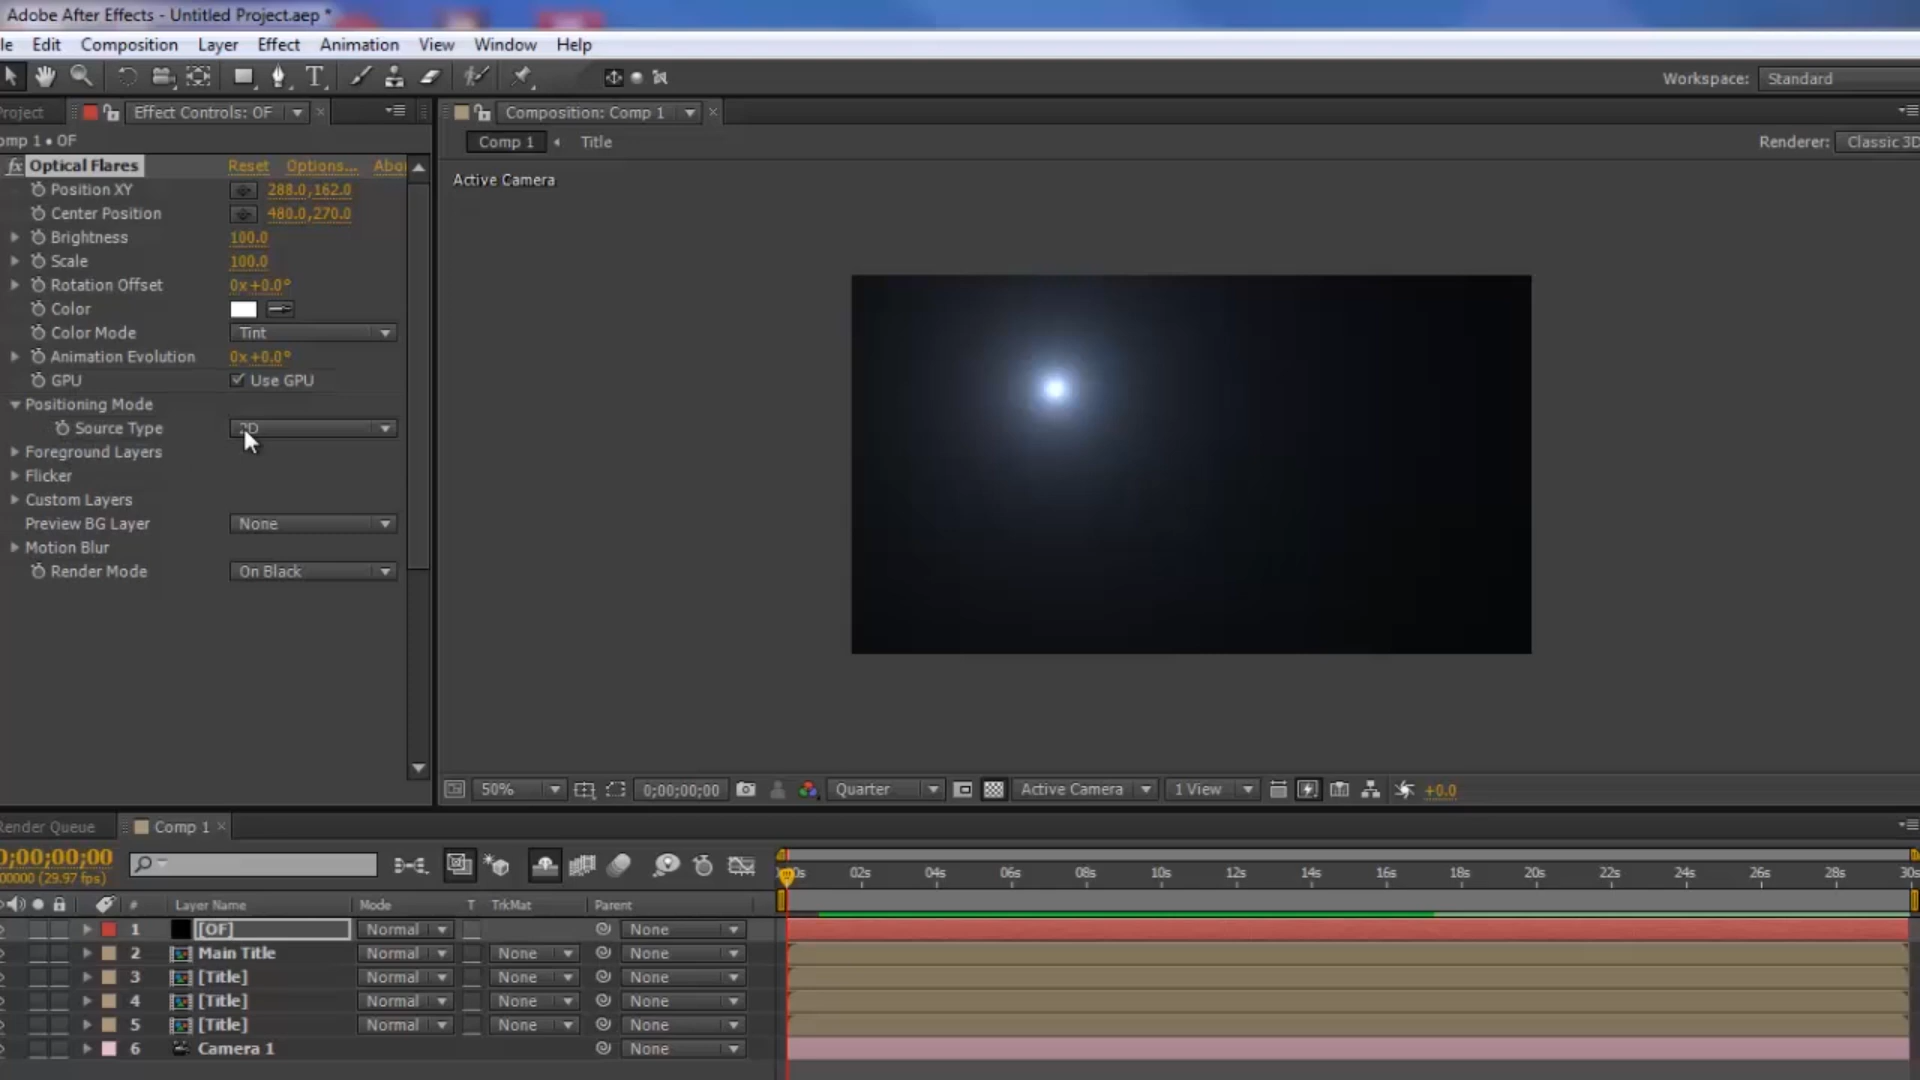 Adobe After Effects - Untitled Project.aep *
le Edit Composition Layer Effect Animation View Window Help
Workspace: Standard
Project Effect Controls: OF Composition: Comp 1
omp 1 • OF
Comp 1 Title Renderer: Classic 3D
fx Optical Flares Reset Options... Abo
Active Camera
Position XY 288.0,162.0
Center Position 480.0,270.0
Brightness 100.0
Scale 100.0
Rotation Offset 0x+0.0°
Color
Color Mode Tint
Animation Evolution 0x+0.0°
GPU Use GPU
Positioning Mode
Source Type 2D
Foreground Layers
Flicker
Custom Layers
Preview BG Layer None
Motion Blur
Render Mode On Black
50% 0;00;00;00 Quarter Active Camera 1 View +0.0
Render Queue Comp 1
0;00;00;00
00000 (29.97 fps)
02s 04s 06s 08s 10s 12s 14s 16s 18s 20s 22s 24s 26s 28s 30s
# Layer Name Mode T TrkMat Parent
1 [OF] Normal None
2 Main Title Normal None None
3 [Title] Normal None None
4 [Title] Normal None None
5 [Title] Normal None None
6 Camera 1 None